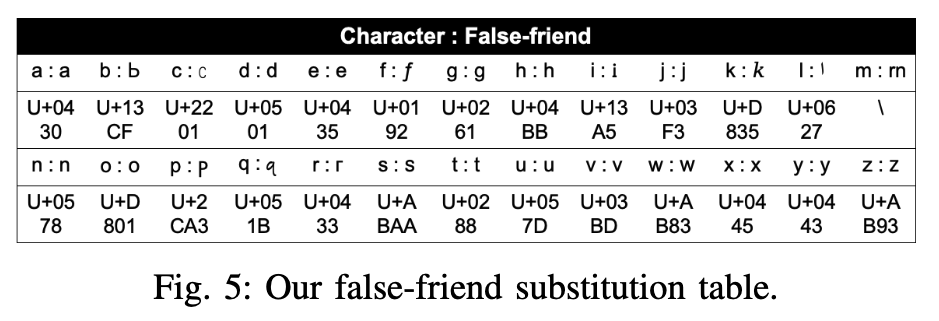 Character : False-friend
a : a b : Ꮟ c : ∁ d : d e : e f : ƒ g : g h : h i : i j : j k : 𝑘 l : ا m : rn
U+04 U+13 U+22 U+05 U+04 U+01 U+02 U+04 U+13 U+03 U+D U+06 \
30 CF 01 01 35 92 61 BB A5 F3 835 27
n : n o : o p : ⲣ q : ԛ r : г s : s t : t u : u v : v w : w x : x y : y z : z
U+05 U+D U+2 U+05 U+04 U+A U+02 U+05 U+03 U+A U+04 U+04 U+A
78 801 CA3 1B 33 BAA 88 7D BD B83 45 43 B93
Fig. 5: Our false-friend substitution table.